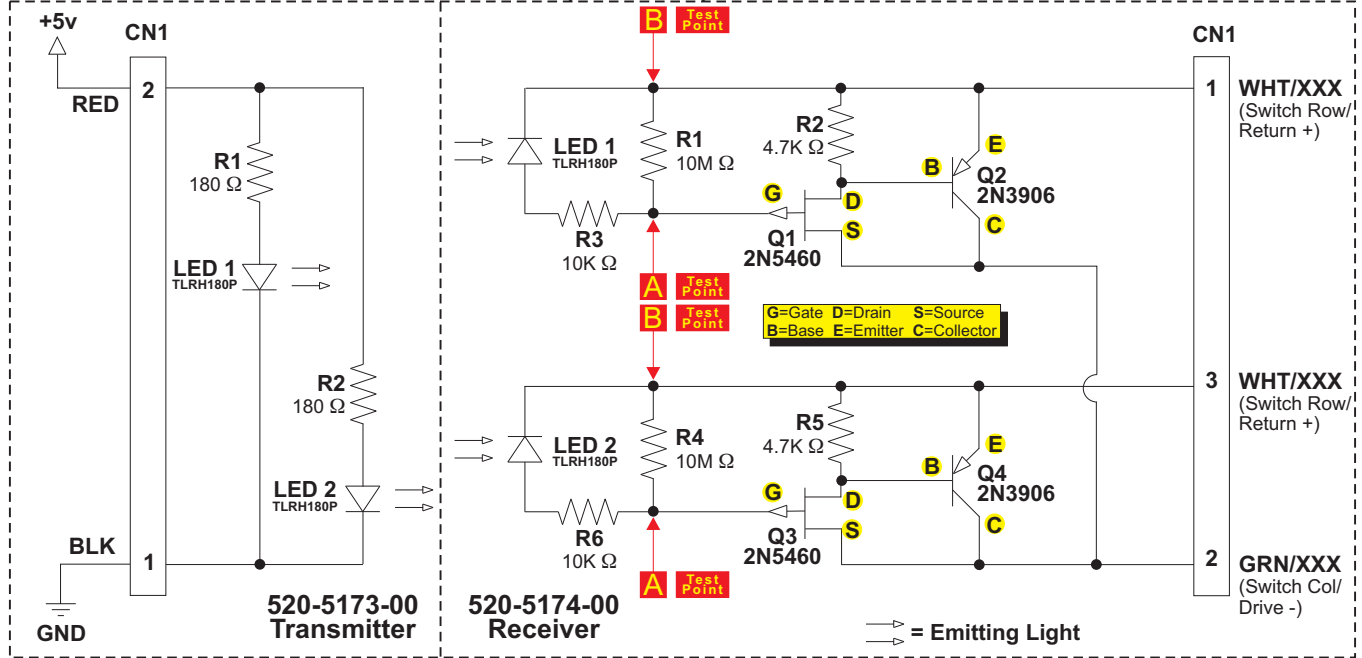 +5v
CN1
RED
2
R1
180 Ω
LED 1
TLRH180P
R2
180 Ω
LED 2
TLRH180P
BLK
1
GND
520-5173-00
Transmitter
B
Test
Point
CN1
LED 1
TLRH180P
R1
10M Ω
R3
10K Ω
R2
4.7K Ω
G
D
S
Q1
2N5460
B
E
Q2
2N3906
C
1
WHT/XXX
(Switch Row/
Return +)
A
Test
Point
B
Test
Point
G=Gate D=Drain S=Source
B=Base E=Emitter C=Collector
LED 2
TLRH180P
R4
10M Ω
R6
10K Ω
R5
4.7K Ω
G
D
S
Q3
2N5460
B
E
Q4
2N3906
C
3
WHT/XXX
(Switch Row/
Return +)
A
Test
Point
2
GRN/XXX
(Switch Col/
Drive -)
520-5174-00
Receiver
= Emitting Light